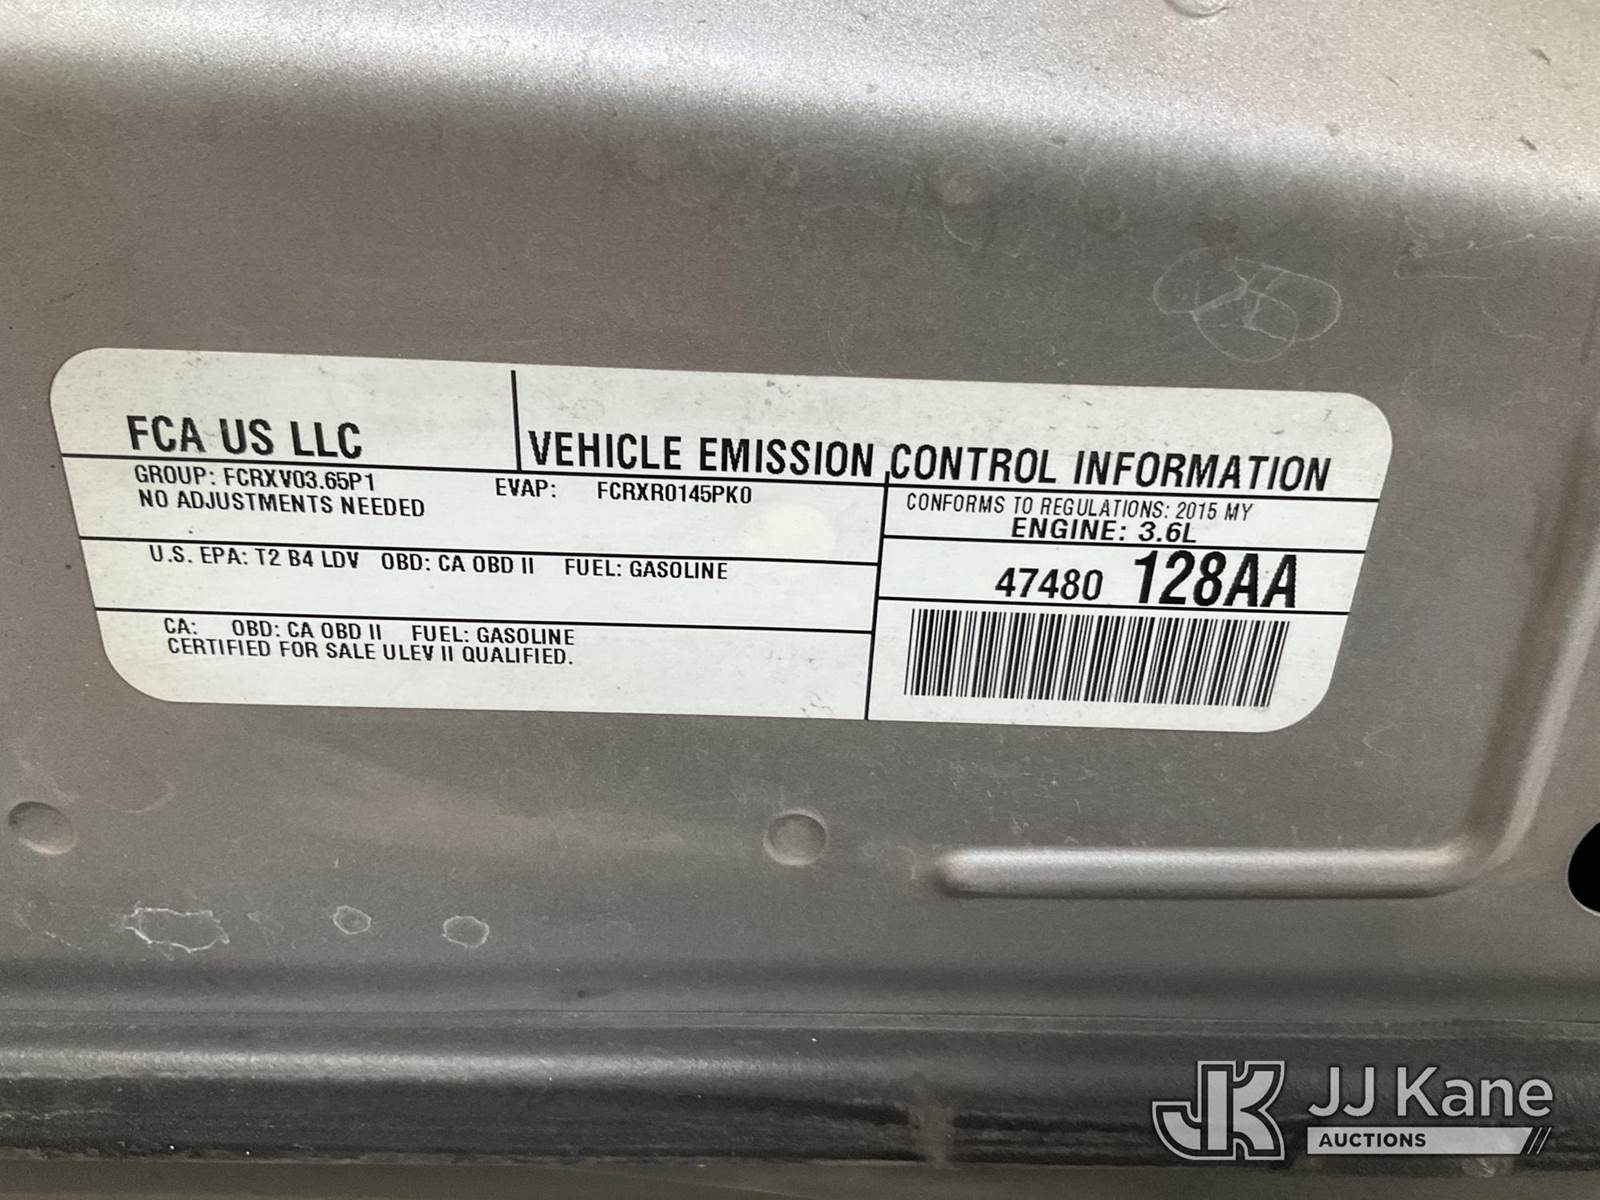 FCA US LLC
VEHICLE EMISSION CONTROL INFORMATION
GROUP: FCRXV03.65P1
EVAP: FCRXR0145PK0
NO ADJUSTMENTS NEEDED
CONFORMS TO REGULATIONS: 2015 MY
ENGINE: 3.6L
U.S. EPA: T2 B4 LDV OBD: CA OBD II FUEL: GASOLINE
47480 128AA
CA: OBD: CA OBD II FUEL: GASOLINE
CERTIFIED FOR SALE ULEV II QUALIFIED.
JK JJ Kane
AUCTIONS